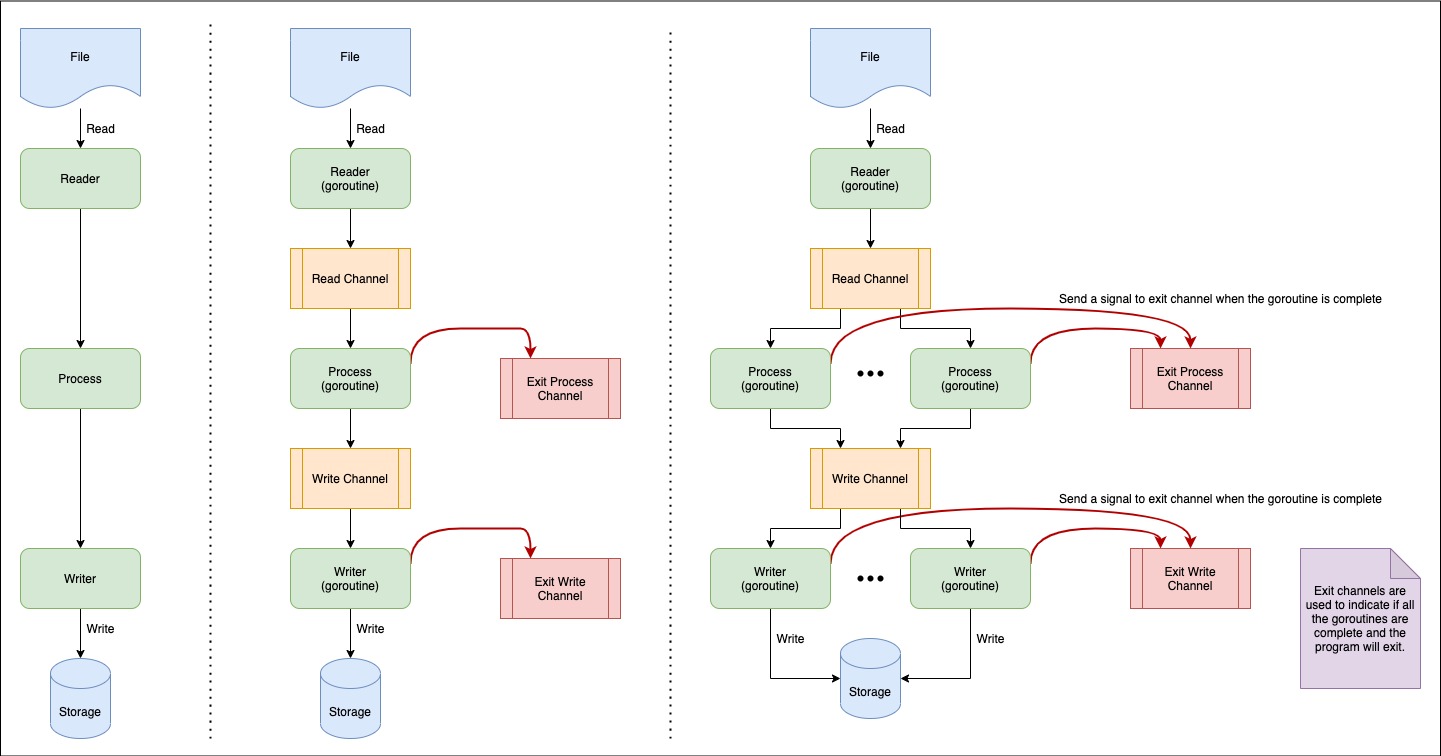 File
Read
Reader
Process
Writer
Write
Storage
File
Read
Reader
(goroutine)
Read Channel
Process
(goroutine)
Exit Process
Channel
Write Channel
Writer
(goroutine)
Exit Write
Channel
Write
Storage
File
Read
Reader
(goroutine)
Read Channel
Send a signal to exit channel when the goroutine is complete
Process
(goroutine)
Process
(goroutine)
Exit Process
Channel
Write Channel
Send a signal to exit channel when the goroutine is complete
Writer
(goroutine)
Writer
(goroutine)
Exit Write
Channel
Write
Write
Storage
Exit channels are
used to indicate if all
the goroutines are
complete and the
program will exit.